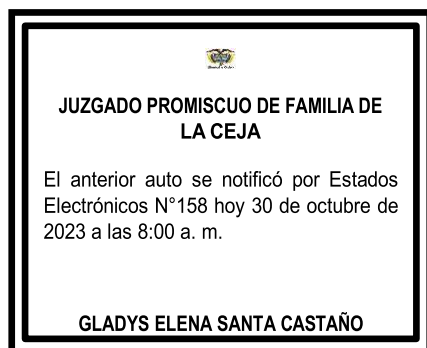 JUZGADO PROMISCUO DE FAMILIA DE
LA CEJA
El anterior auto se notificó por Estados
Electrónicos N°158 hoy 30 de octubre de
2023 a las 8:00 a. m.
GLADYS ELENA SANTA CASTAÑO